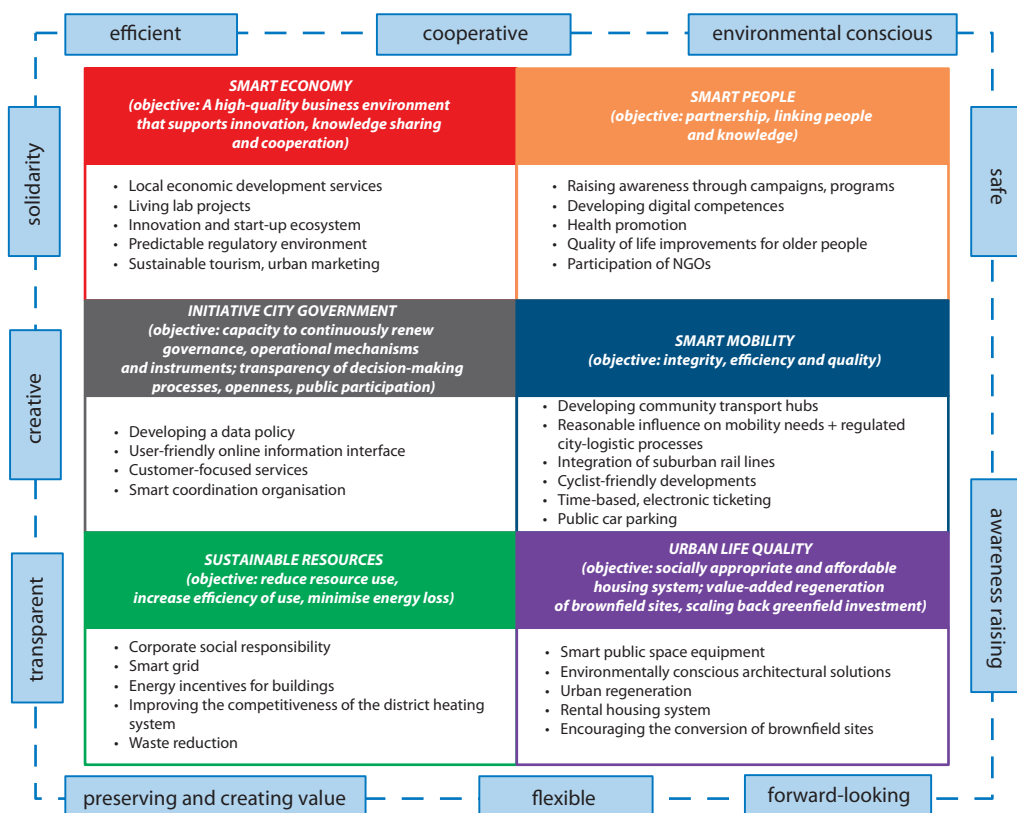 efficient
cooperative
environmental conscious
solidarity
creative
transparent
SMART ECONOMY
(objective: A high-quality business environment
that supports innovation, knowledge sharing
and cooperation)
• Local economic development services
• Living lab projects
• Innovation and start-up ecosystem
• Predictable regulatory environment
• Sustainable tourism, urban marketing
SMART PEOPLE
(objective: partnership, linking people
and knowledge)
• Raising awareness through campaigns, programs
• Developing digital competences
• Health promotion
• Quality of life improvements for older people
• Participation of NGOs
INITIATIVE CITY GOVERNMENT
(objective: capacity to continuously renew
governance, operational mechanisms
and instruments; transparency of decision-making
processes, openness, public participation)
• Developing a data policy
• User-friendly online information interface
• Customer-focused services
• Smart coordination organisation
SMART MOBILITY
(objective: integrity, efficiency and quality)
• Developing community transport hubs
• Reasonable influence on mobility needs + regulated
city-logistic processes
• Integration of suburban rail lines
• Cyclist-friendly developments
• Time-based, electronic ticketing
• Public car parking
SUSTAINABLE RESOURCES
(objective: reduce resource use,
increase efficiency of use, minimise energy loss)
• Corporate social responsibility
• Smart grid
• Energy incentives for buildings
• Improving the competitiveness of the district heating
system
• Waste reduction
URBAN LIFE QUALITY
(objective: socially appropriate and affordable
housing system; value-added regeneration
of brownfield sites, scaling back greenfield investment)
• Smart public space equipment
• Environmentally conscious architectural solutions
• Urban regeneration
• Rental housing system
• Encouraging the conversion of brownfield sites
safe
awareness raising
preserving and creating value
flexible
forward-looking